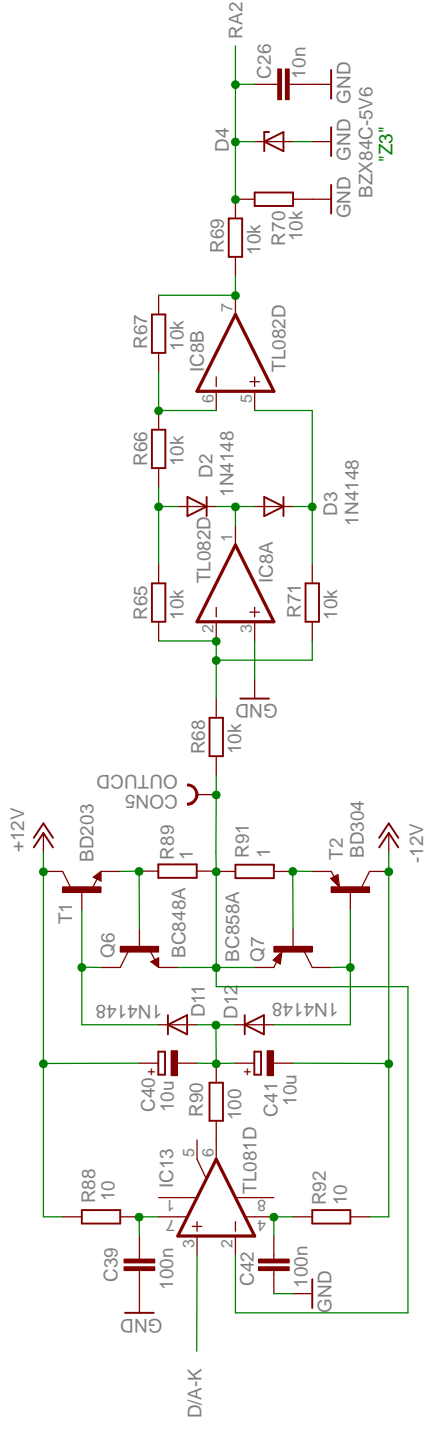 D/A-K
GND
C39
100n
R88
10
3
2
+
−
7
1
IC13
5
6
TL081D
8
4
C42
100n
GND
R92
10
R90
100
C40
+
10u
C41
+
10u
1N4148
D11
D12
1N4148
T1
BD203
+12V
Q6
BC848A
R89
1
BC858A
Q7
R91
1
T2
BD304
-12V
CON5
OUTUCD
R68
10k
GND
R65
10k
2
3
−
+
1
TL082D
IC8A
R71
10k
D2
1N4148
D3
1N4148
R66
10k
R67
10k
6
5
−
+
7
IC8B
TL082D
R69
10k
R70
10k
GND
D4
GND
BZX84C-5V6
"Z3"
C26
10n
GND
RA2